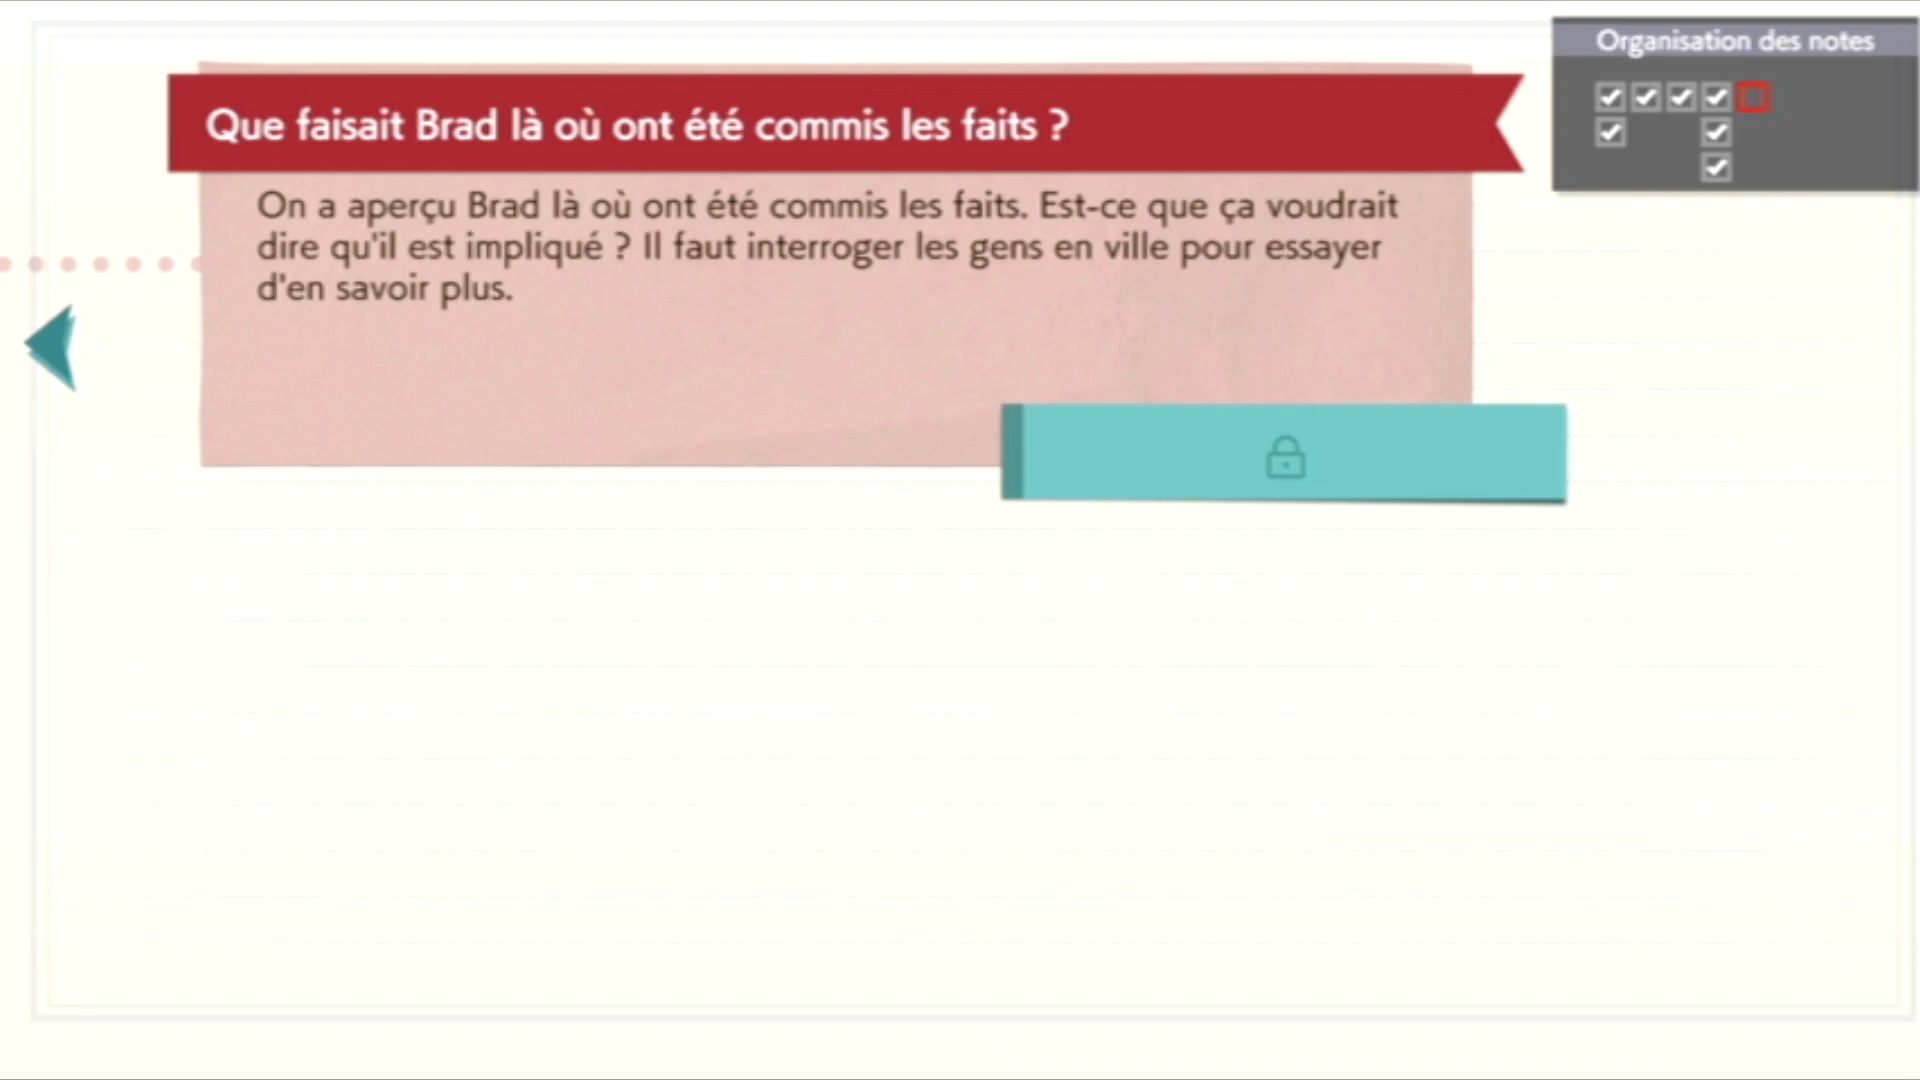 Organisation des notes
Que faisait Brad là où ont été commis les faits ?
On a aperçu Brad là où ont été commis les faits. Est-ce que ça voudrait
dire qu'il est impliqué ? Il faut interroger les gens en ville pour essayer
d'en savoir plus.